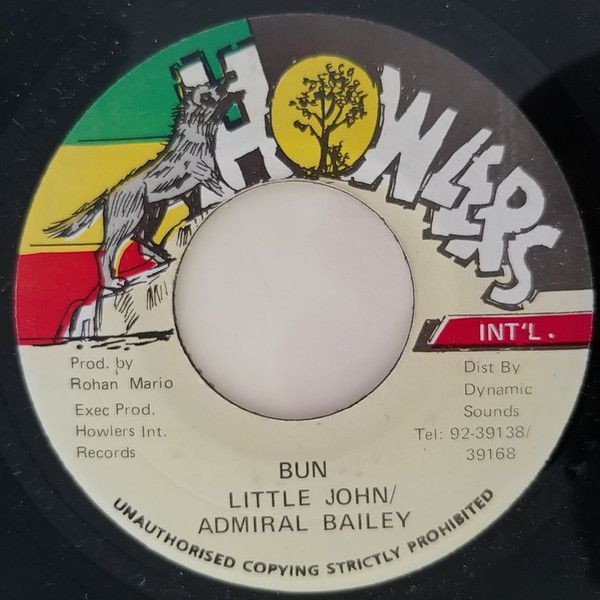 HOWLERS
INT'L.
Prod. by
Rohan Mario
Exec Prod.
Howlers Int.
Records
Dist By
Dynamic
Sounds
Tel: 92-39138/
39168
BUN
LITTLE JOHN/
ADMIRAL BAILEY
UNAUTHORISED COPYING STRICTLY PROHIBITED